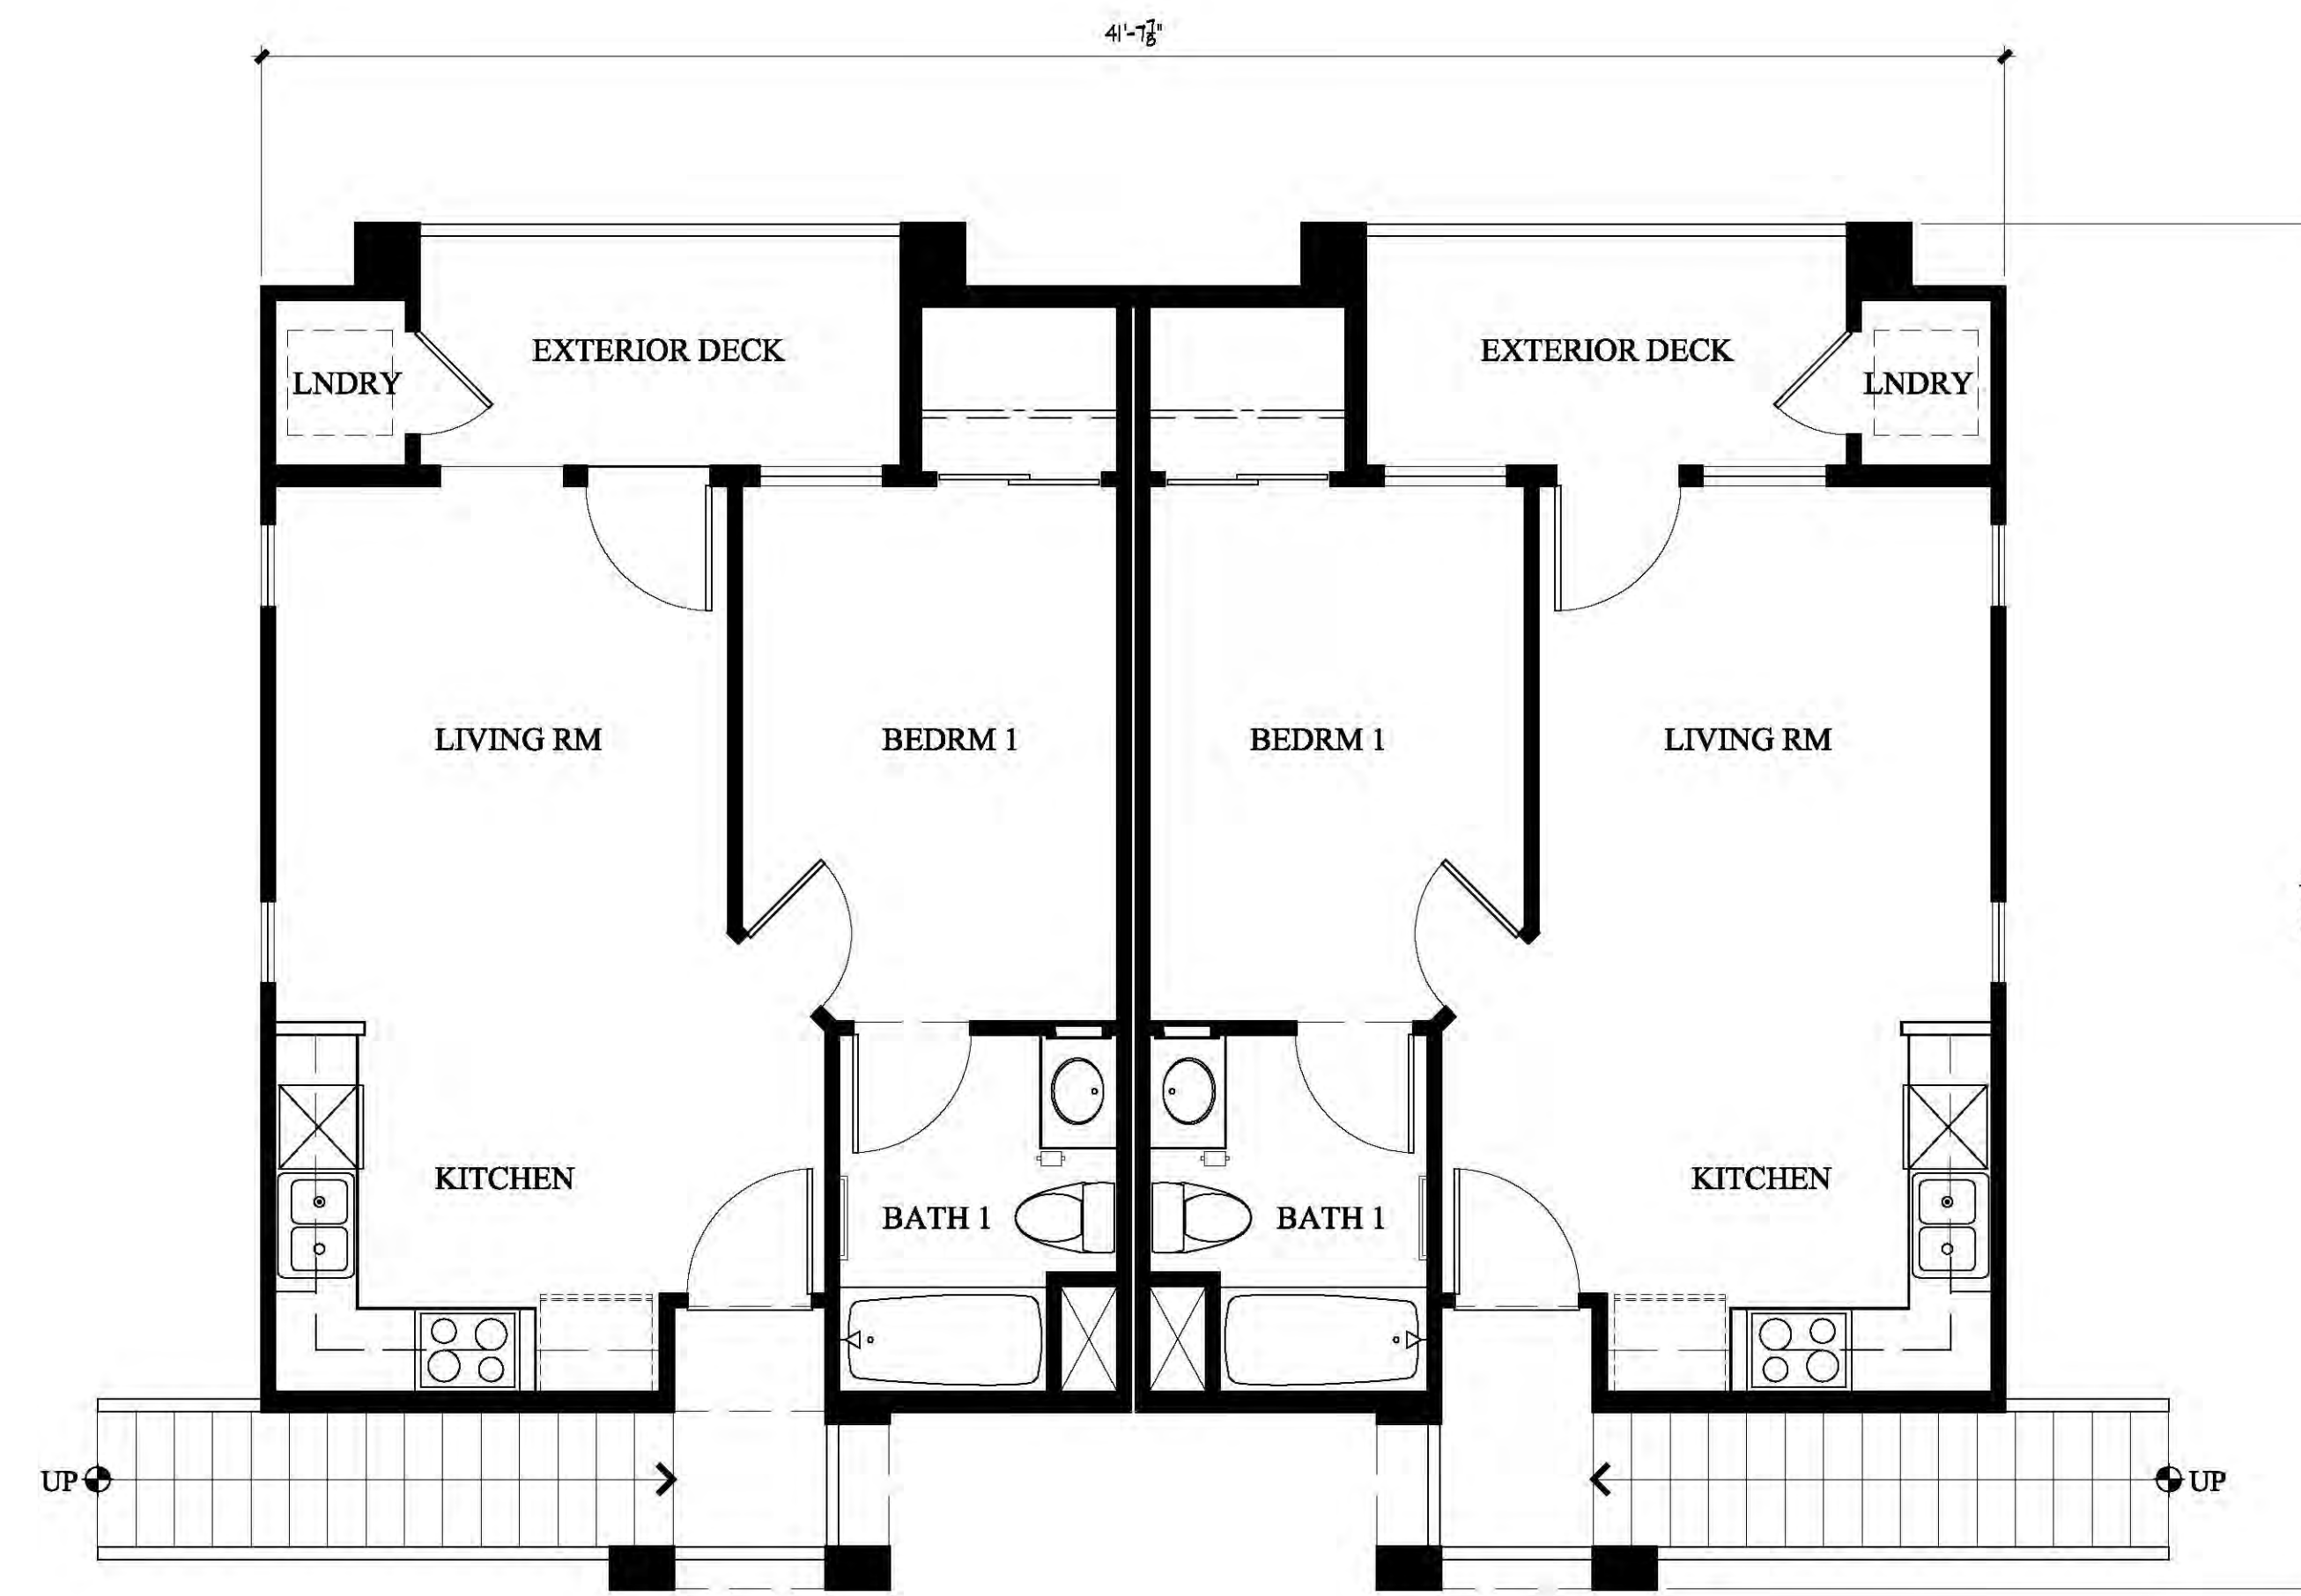 41'-7⅞"
EXTERIOR DECK
EXTERIOR DECK
LNDRY
LNDRY
LIVING RM
BEDRM 1
BEDRM 1
LIVING RM
KITCHEN
KITCHEN
BATH 1
BATH 1
UP
UP